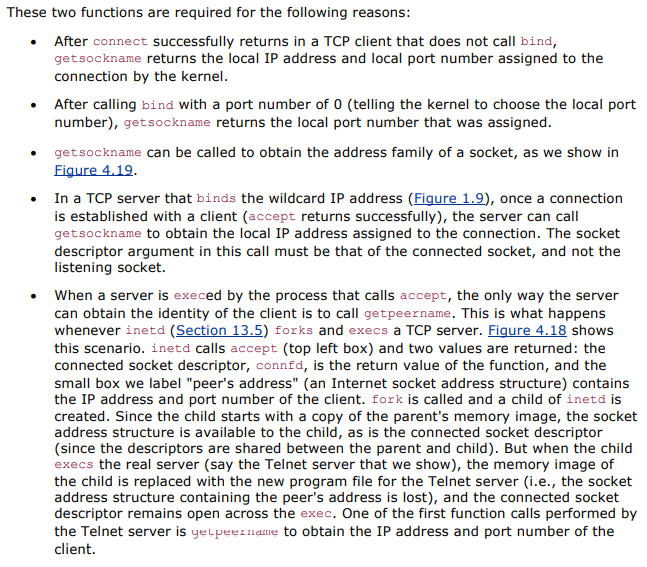 These two functions are required for the following reasons:
• After connect successfully returns in a TCP client that does not call bind,
getsockname returns the local IP address and local port number assigned to the
connection by the kernel.
• After calling bind with a port number of 0 (telling the kernel to choose the local port
number), getsockname returns the local port number that was assigned.
• getsockname can be called to obtain the address family of a socket, as we show in
Figure 4.19.
• In a TCP server that binds the wildcard IP address (Figure 1.9), once a connection
is established with a client (accept returns successfully), the server can call
getsockname to obtain the local IP address assigned to the connection. The socket
descriptor argument in this call must be that of the connected socket, and not the
listening socket.
• When a server is execed by the process that calls accept, the only way the server
can obtain the identity of the client is to call getpeername. This is what happens
whenever inetd (Section 13.5) forks and execs a TCP server. Figure 4.18 shows
this scenario. inetd calls accept (top left box) and two values are returned: the
connected socket descriptor, connfd, is the return value of the function, and the
small box we label "peer's address" (an Internet socket address structure) contains
the IP address and port number of the client. fork is called and a child of inetd is
created. Since the child starts with a copy of the parent's memory image, the socket
address structure is available to the child, as is the connected socket descriptor
(since the descriptors are shared between the parent and child). But when the child
execs the real server (say the Telnet server that we show), the memory image of
the child is replaced with the new program file for the Telnet server (i.e., the socket
address structure containing the peer's address is lost), and the connected socket
descriptor remains open across the exec. One of the first function calls performed by
the Telnet server is getpeername to obtain the IP address and port number of the
client.